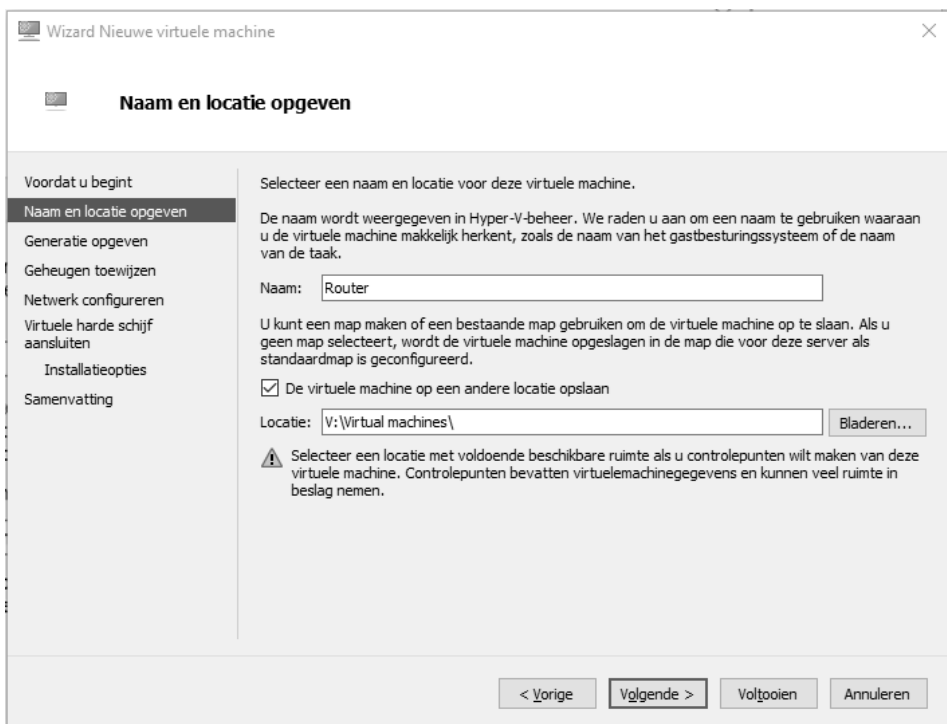 Wizard Nieuwe virtuele machine
Naam en locatie opgeven
Voordat u begint
Naam en locatie opgeven
Generatie opgeven
Geheugen toewijzen
Netwerk configureren
Virtuele harde schijf
aansluiten
Installatieopties
Samenvatting
Selecteer een naam en locatie voor deze virtuele machine.
De naam wordt weergegeven in Hyper-V-beheer. We raden u aan om een naam te gebruiken waaraan
u de virtuele machine makkelijk herkent, zoals de naam van het gastbesturingssysteem of de naam
van de taak.
Naam: Router
U kunt een map maken of een bestaande map gebruiken om de virtuele machine op te slaan. Als u
geen map selecteert, wordt de virtuele machine opgeslagen in de map die voor deze server als
standaardmap is geconfigureerd.
De virtuele machine op een andere locatie opslaan
Locatie: V:\Virtual machines\ Bladeren...
Selecteer een locatie met voldoende beschikbare ruimte als u controlepunten wilt maken van deze
virtuele machine. Controlepunten bevatten virtuelemachinegegevens en kunnen veel ruimte in
beslag nemen.
< Vorige Volgende > Voltooien Annuleren